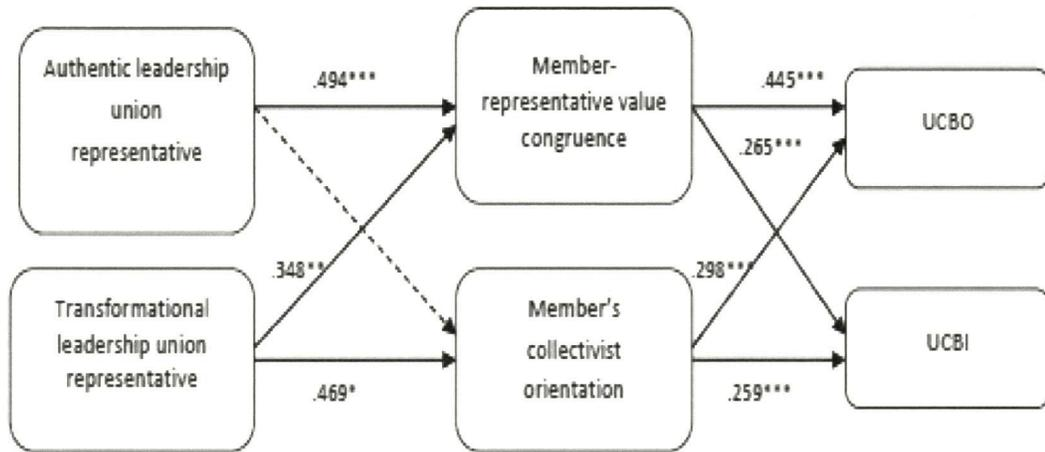 Authentic leadership
union
representative
.494***
Member-
representative value
congruence
.445***
UCBO
.265***
.348**
.298***
Transformational
leadership union
representative
.469*
Member's
collectivist
orientation
.259***
UCBI